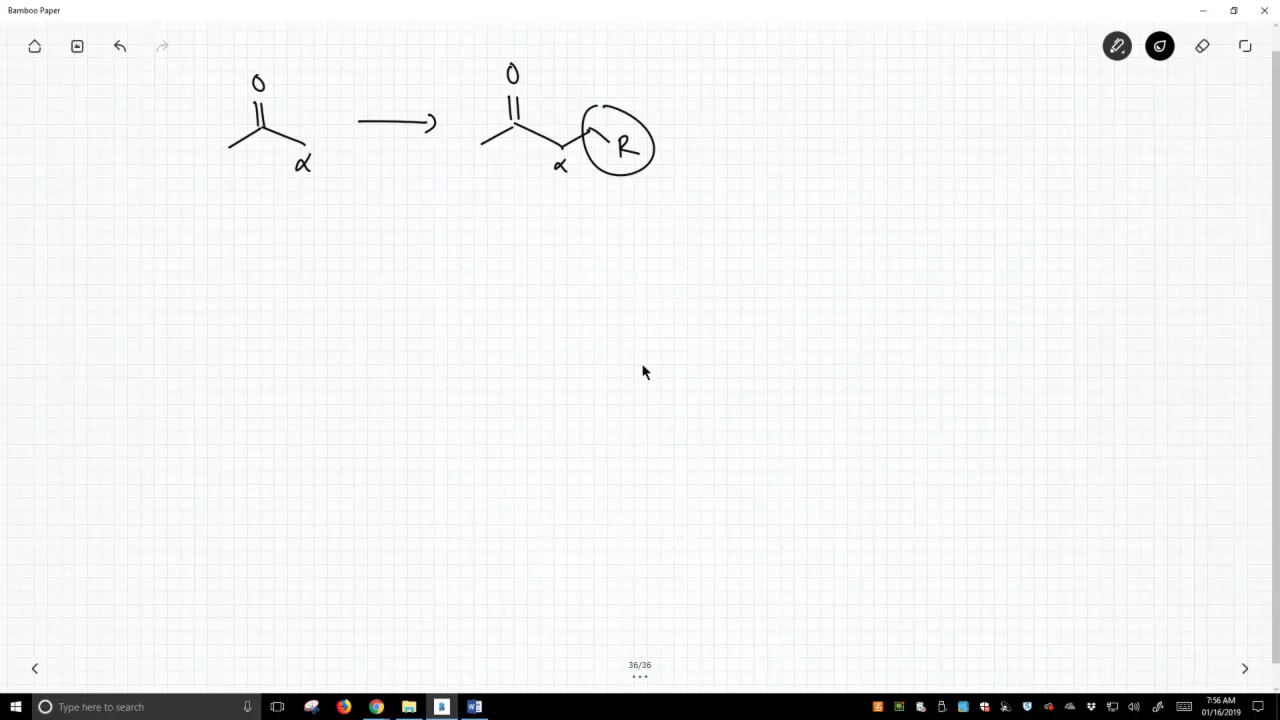 Bamboo Paper
O O
R
α α
36/36
Type here to search
7:56 AM
01/16/2019